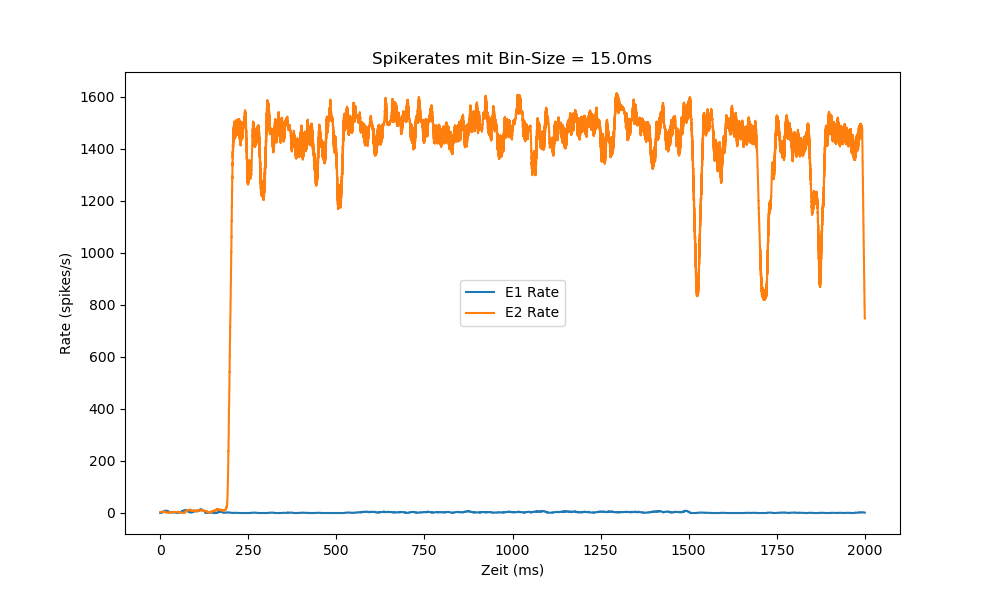 Spikerates mit Bin-Size = 15.0ms
1600
1400
1200
1000
800
600
400
200
0
Rate (spikes/s)
E1 Rate
E2 Rate
0 250 500 750 1000 1250 1500 1750 2000
Zeit (ms)